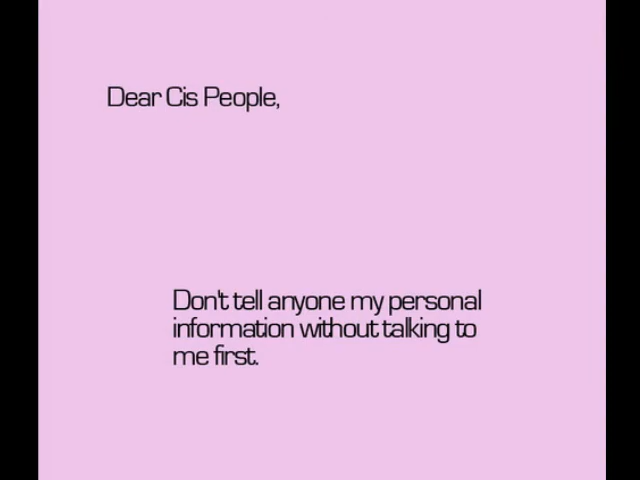 Dear Cis People,
Don't tell anyone my personal
information without talking to
me first.